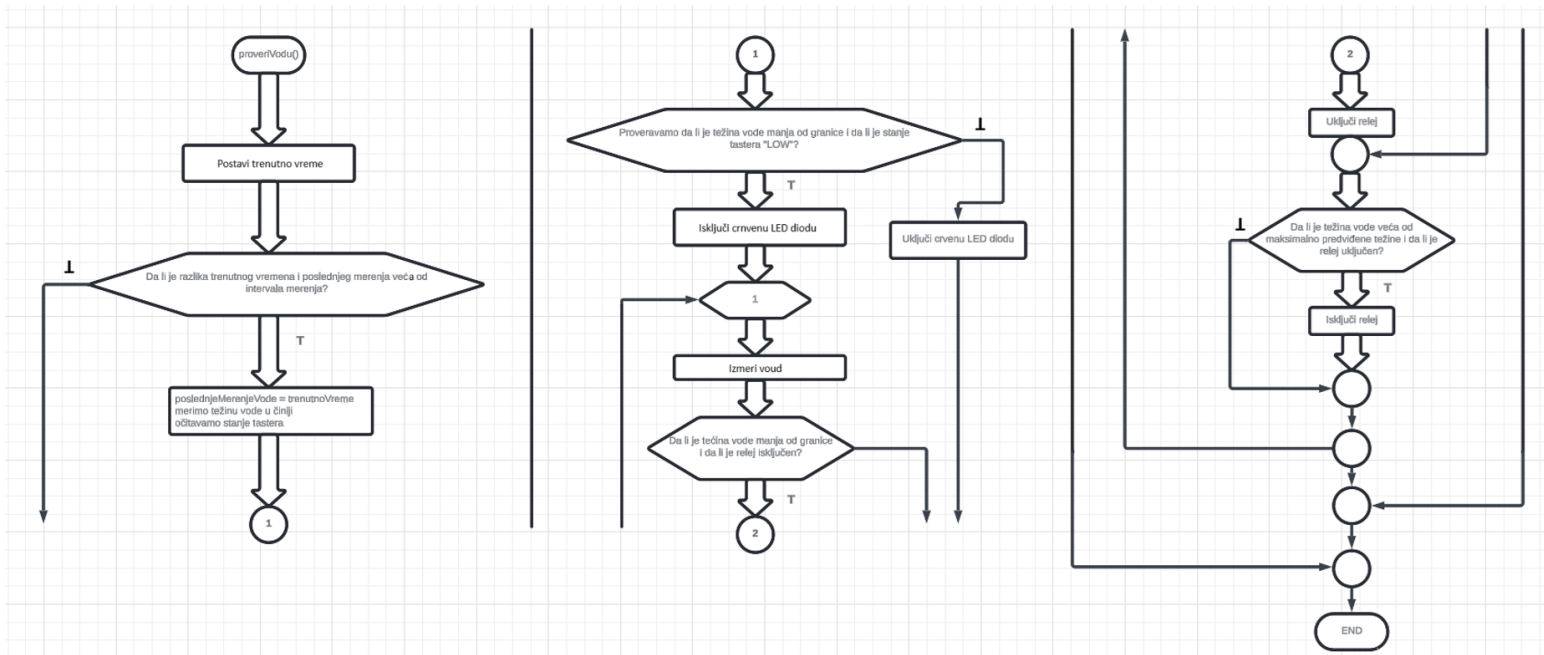 proveriVodu()
Postavi trenutno vreme
⊥
Da li je razlika trenutnog vremena i poslednjeg merenja veća od
intervala merenja?
T
poslednjeMerenjeVode = trenutnoVreme
merimo težinu vode u činiji
očitavamo stanje tastera
1
1
Proveravamo da li je težina vode manja od granice i da li je stanje
tastera "LOW"?
⊥
T
Isključi crnvenu LED diodu
Uključi crvenu LED diodu
1
Izmeri voud
Da li je tećina vode manja od granice
i da li je relej isključen?
T
2
2
Uključi relej
⊥
Da li je težina vode veća od
maksimalno predviđene težine i da li je
relej uključen?
T
Isključi relej
END